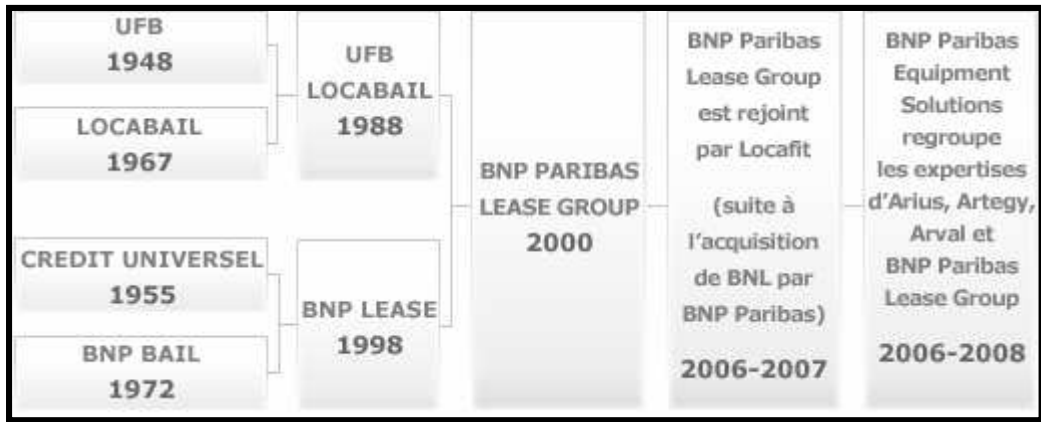 UFB
1948
LOCABAIL
1967
CREDIT UNIVERSEL
1955
BNP BAIL
1972
UFB
LOCABAIL
1988
BNP LEASE
1998
BNP PARIBAS
LEASE GROUP
2000
BNP Paribas
Lease Group
est rejoint
par Locafit
(suite à
l’acquisition
de BNL par
BNP Paribas)
2006-2007
BNP Paribas
Equipment
Solutions
regroupe
les expertises
d’Arius, Artegy,
Arval et
BNP Paribas
Lease Group
2006-2008